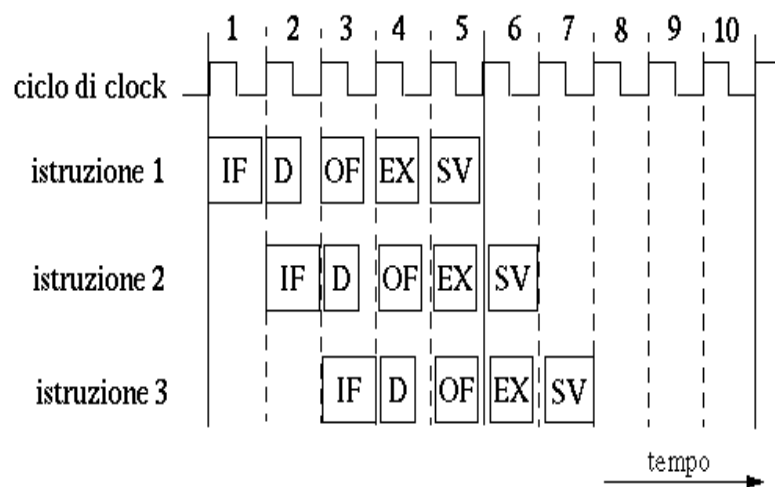 1 2 3 4 5 6 7 8 9 10
ciclo di clock
istruzione 1 IF D OF EX SV
istruzione 2 IF D OF EX SV
istruzione 3 IF D OF EX SV
tempo